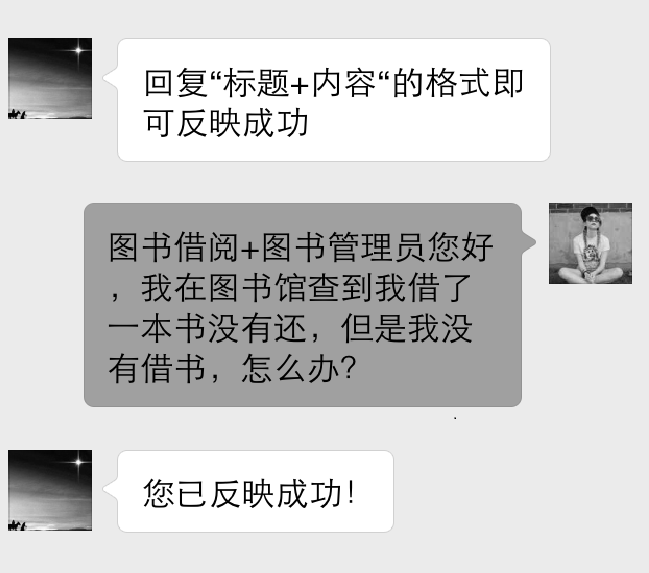 回复“标题+内容“的格式即
可反映成功
图书借阅+图书管理员您好
，我在图书馆查到我借了
一本书没有还，但是我没
有借书，怎么办？
您已反映成功！